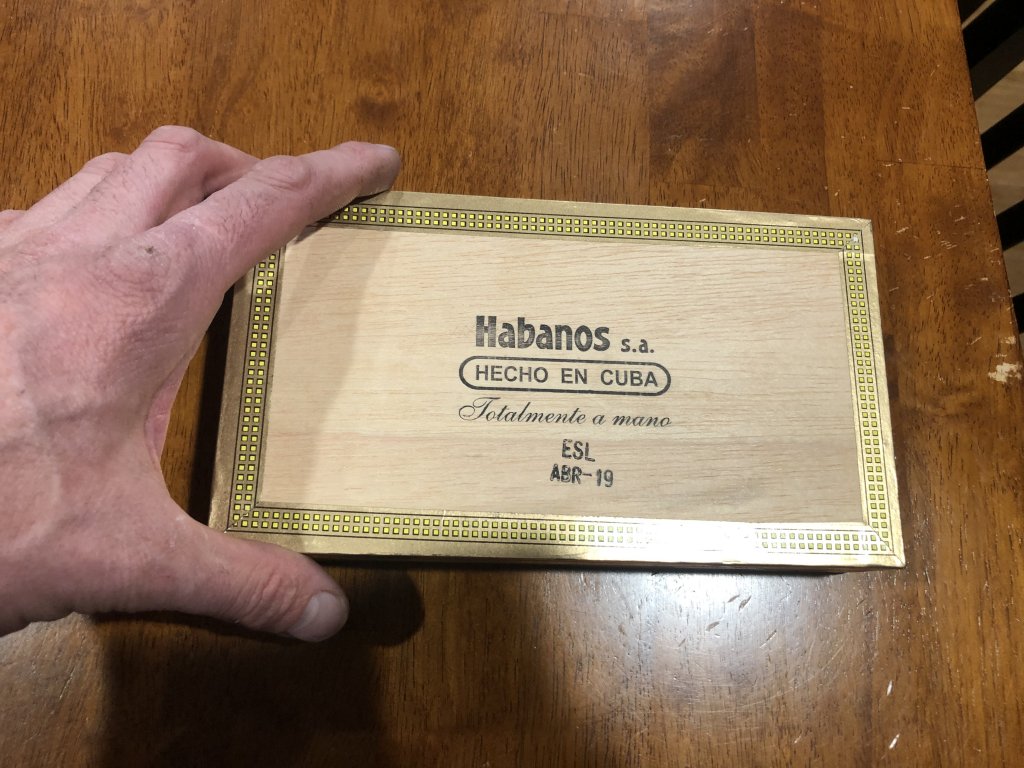 Habanos s.a.
HECHO EN CUBA
Totalmente a mano
ESL
ABR-19